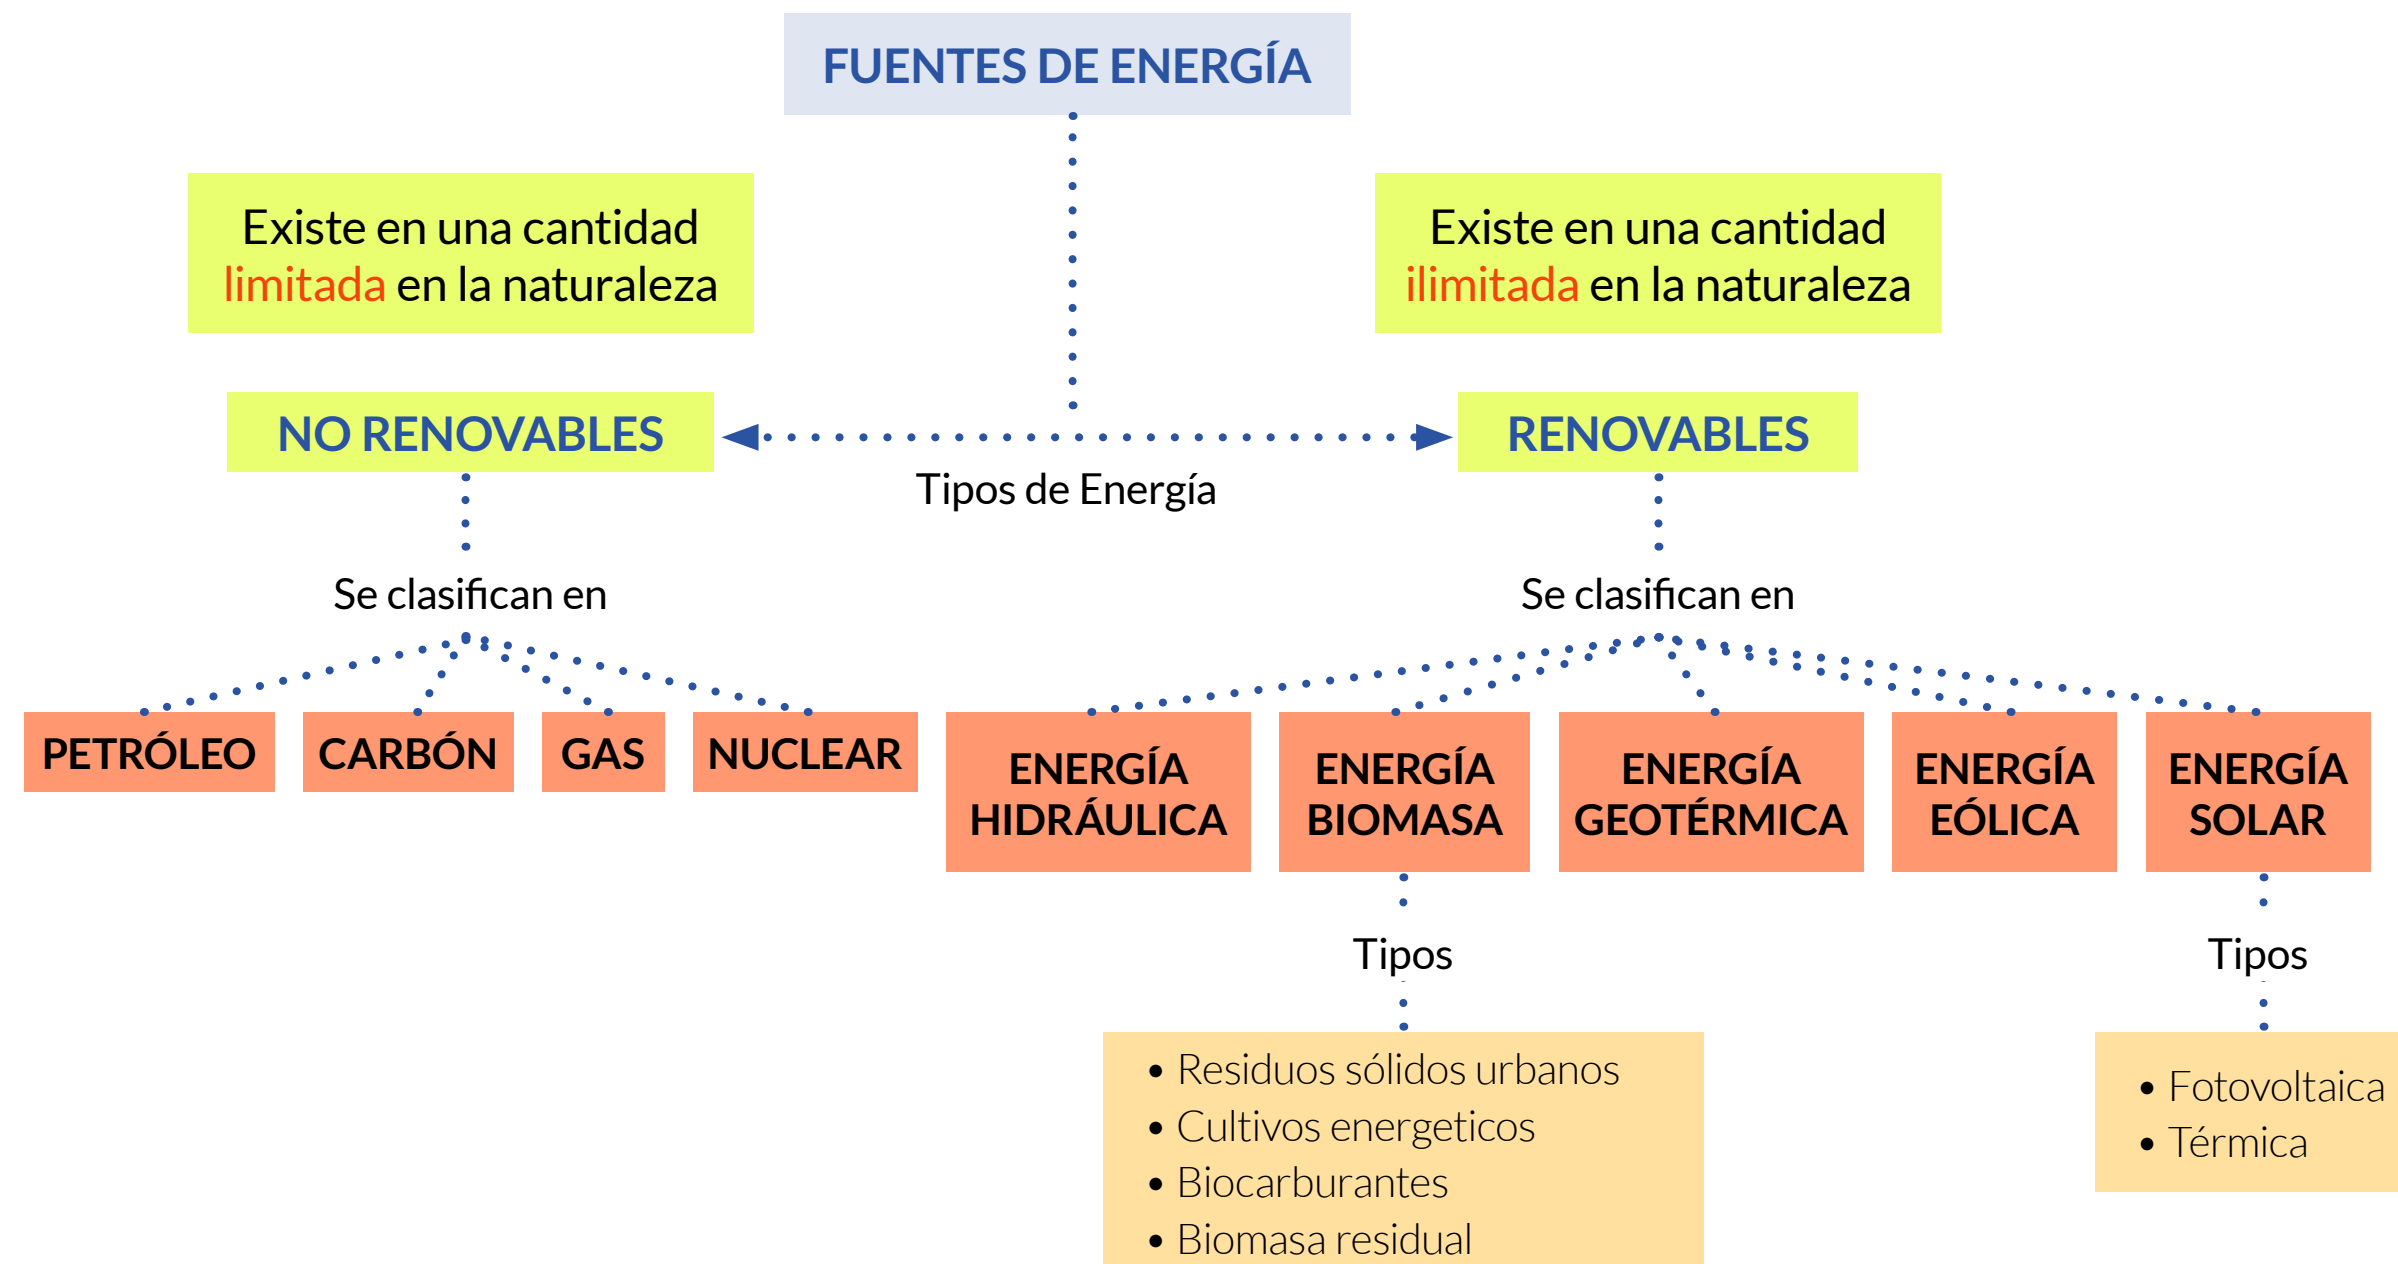 FUENTES DE ENERGÍA
Existe en una cantidad
limitada en la naturaleza
Existe en una cantidad
ilimitada en la naturaleza
NO RENOVABLES
RENOVABLES
Tipos de Energía
Se clasifican en
Se clasifican en
PETRÓLEO
CARBÓN
GAS
NUCLEAR
ENERGÍA
HIDRÁULICA
ENERGÍA
BIOMASA
ENERGÍA
GEOTÉRMICA
ENERGÍA
EÓLICA
ENERGÍA
SOLAR
Tipos
Tipos
• Residuos sólidos urbanos
• Cultivos energeticos
• Biocarburantes
• Biomasa residual
• Fotovoltaica
• Térmica